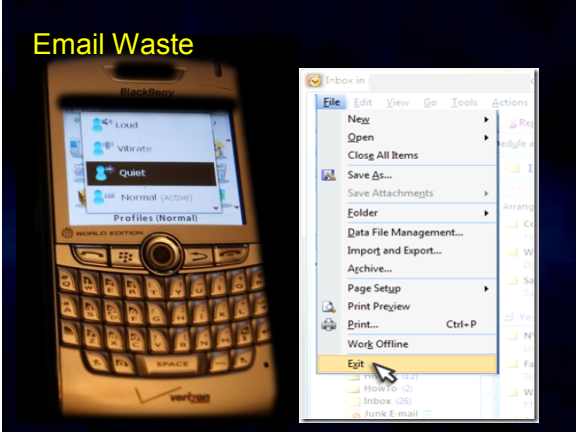 Email Waste
BlackBerry
Loud
Vibrate
Quiet
Normal (Active)
Profiles (Normal)
WORLD EDITION
SPACE
verizon
Inbox in
File Edit View Go Tools Actions
New
Open
Close All Items
Save As...
Save Attachments
Folder
Data File Management...
Import and Export...
Archive...
Page Setup
Print Preview
Print... Ctrl+P
Work Offline
Exit
HowTo (2)
Inbox (26)
Junk E-mail [7]